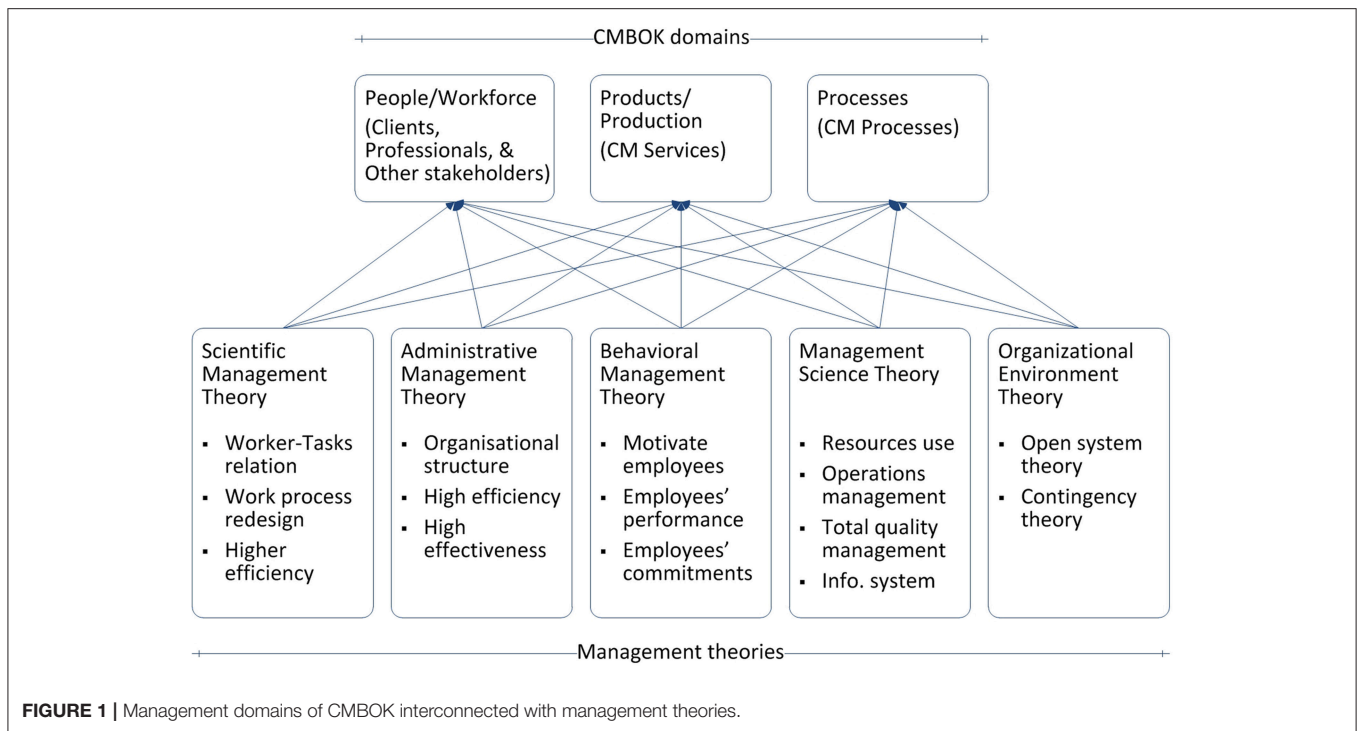 CMBOK domains
People/Workforce
(Clients,
Professionals, &
Other stakeholders)
Products/
Production
(CM Services)
Processes
(CM Processes)
Scientific
Management
Theory
▪ Worker-Tasks
relation
▪ Work process
redesign
▪ Higher
efficiency
Administrative
Management
Theory
▪ Organisational
structure
▪ High efficiency
▪ High
effectiveness
Behavioral
Management
Theory
▪ Motivate
employees
▪ Employees’
performance
▪ Employees’
commitments
Management
Science Theory
▪ Resources use
▪ Operations
management
▪ Total quality
management
▪ Info. system
Organizational
Environment
Theory
▪ Open system
theory
▪ Contingency
theory
Management theories
FIGURE 1 | Management domains of CMBOK interconnected with management theories.